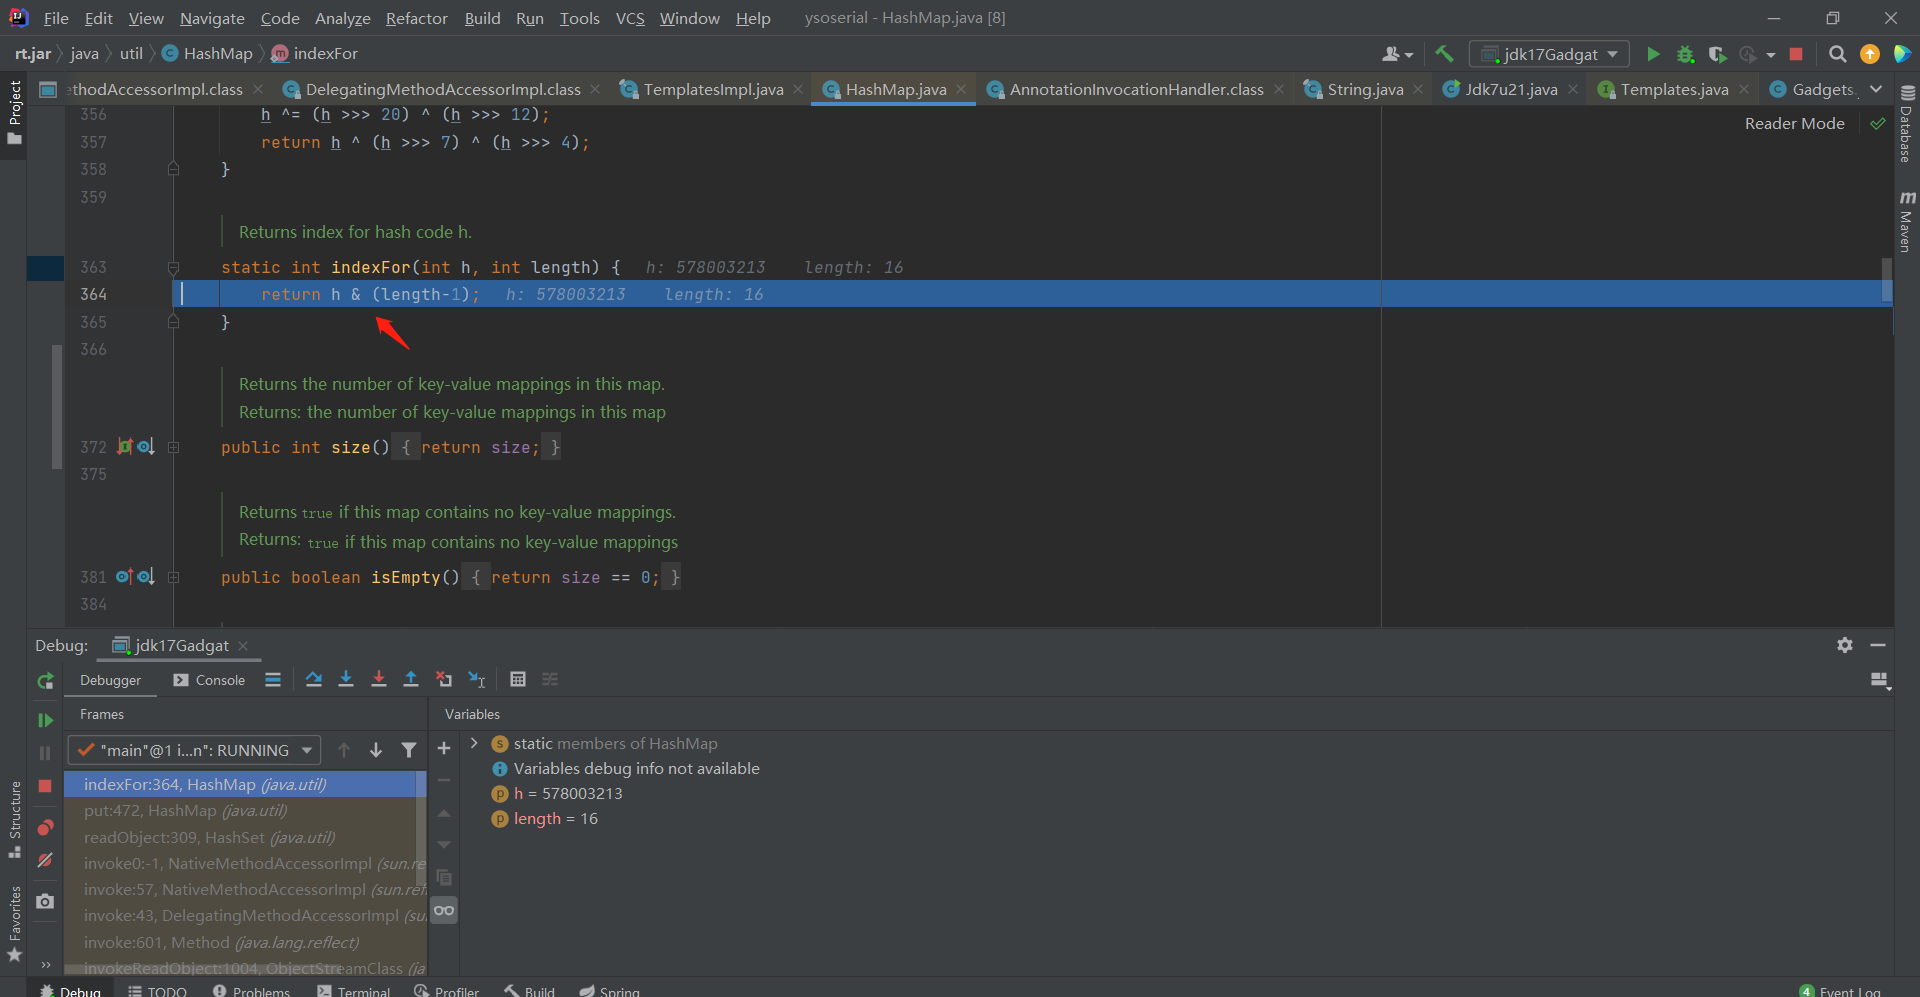 File Edit View Navigate Code Analyze Refactor Build Run Tools VCS Window Help ysoserial - HashMap.java [8]
rt.jar java util HashMap indexFor jdk17Gadgat
Project
thodAccessorImpl.class DelegatingMethodAccessorImpl.class TemplatesImpl.java HashMap.java AnnotationInvocationHandler.class String.java Jdk7u21.java Templates.java Gadgets.
Reader Mode
356 h ^= (h >>> 20) ^ (h >>> 12);
357 return h ^ (h >>> 7) ^ (h >>> 4);
358 }
359
Returns index for hash code h.
363 static int indexFor(int h, int length) { h: 578003213 length: 16
364 return h & (length-1); h: 578003213 length: 16
365 }
366
Returns the number of key-value mappings in this map.
Returns: the number of key-value mappings in this map
372 public int size() { return size; }
375
Returns true if this map contains no key-value mappings.
Returns: true if this map contains no key-value mappings
381 public boolean isEmpty() { return size == 0; }
384
Database
Maven
Debug: jdk17Gadgat
Debugger Console
Frames Variables
"main"@1 i...n": RUNNING
indexFor:364, HashMap (java.util)
put:472, HashMap (java.util)
readObject:309, HashSet (java.util)
invoke0:-1, NativeMethodAccessorImpl (sun.re
invoke:57, NativeMethodAccessorImpl (sun.ref
invoke:43, DelegatingMethodAccessorImpl (su
invoke:601, Method (java.lang.reflect)
invokeReadObject:1004, ObjectStreamClass (ja
static members of HashMap
Variables debug info not available
h = 578003213
length = 16
Structure
Favorites
Debug TODO Problems Terminal Profiler Build Spring 4 Event Log